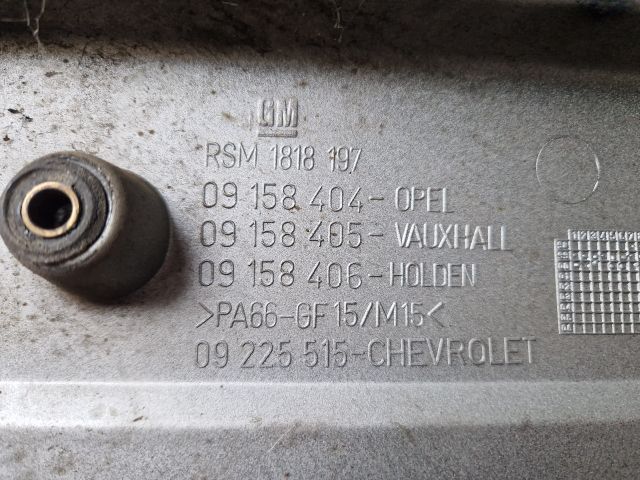 GM
RSM 1818 197
09 158 404-OPEL
09 158 405-VAUXHALL
09 158 406-HOLDEN
>PA66-GF15/M15<
09 225 515-CHEVROLET